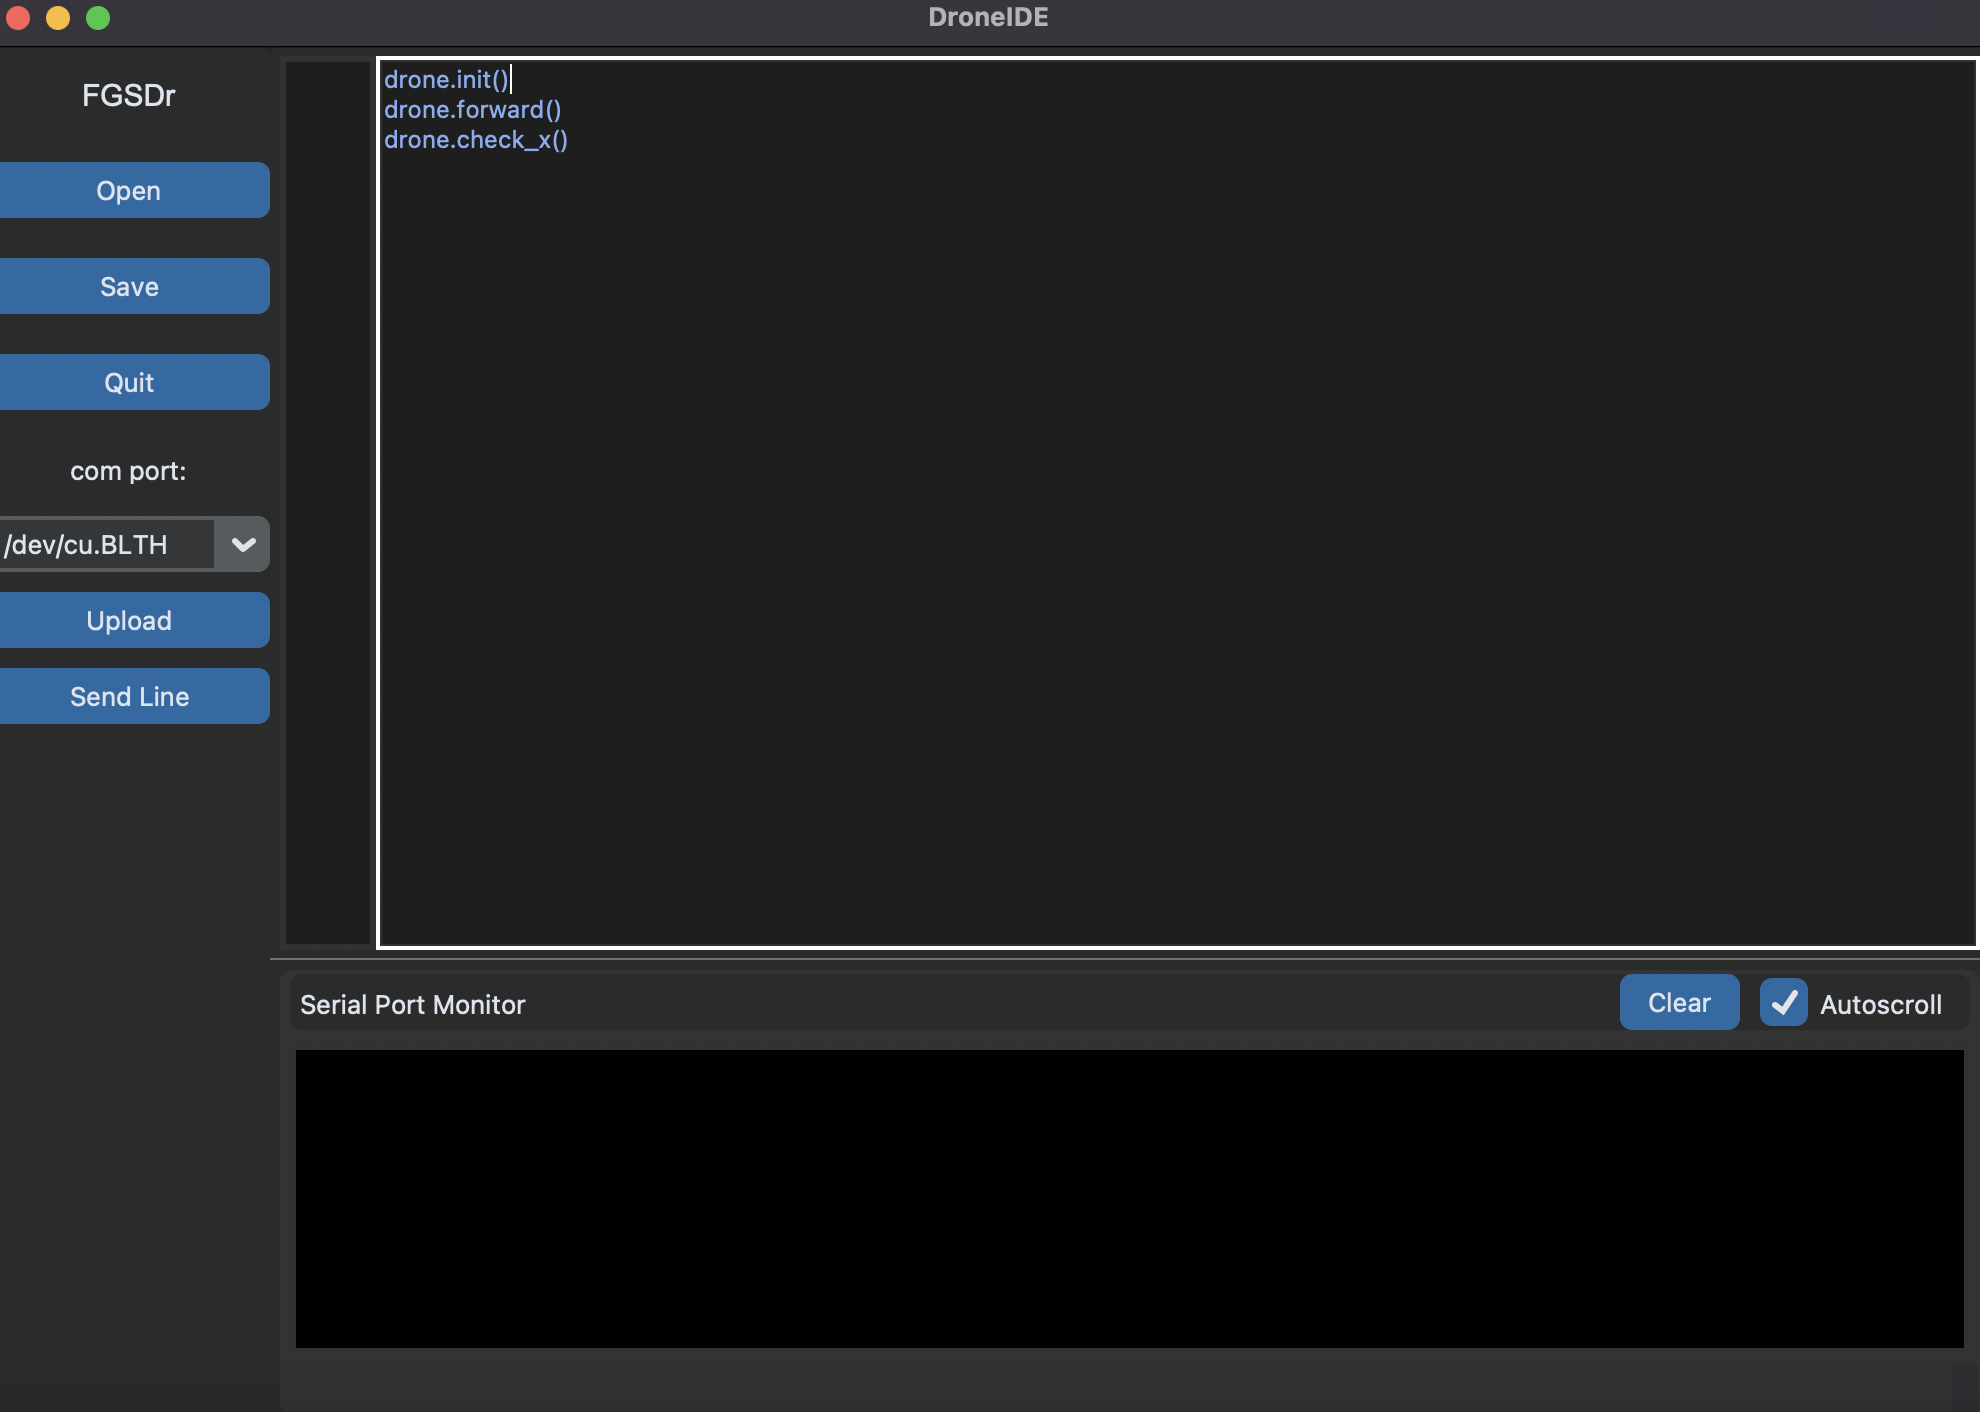 DroneIDE
FGSDr
Open
Save
Quit
com port:
/dev/cu.BLTH
Upload
Send Line
drone.init()
drone.forward()
drone.check_x()
Serial Port Monitor
Clear
Autoscroll